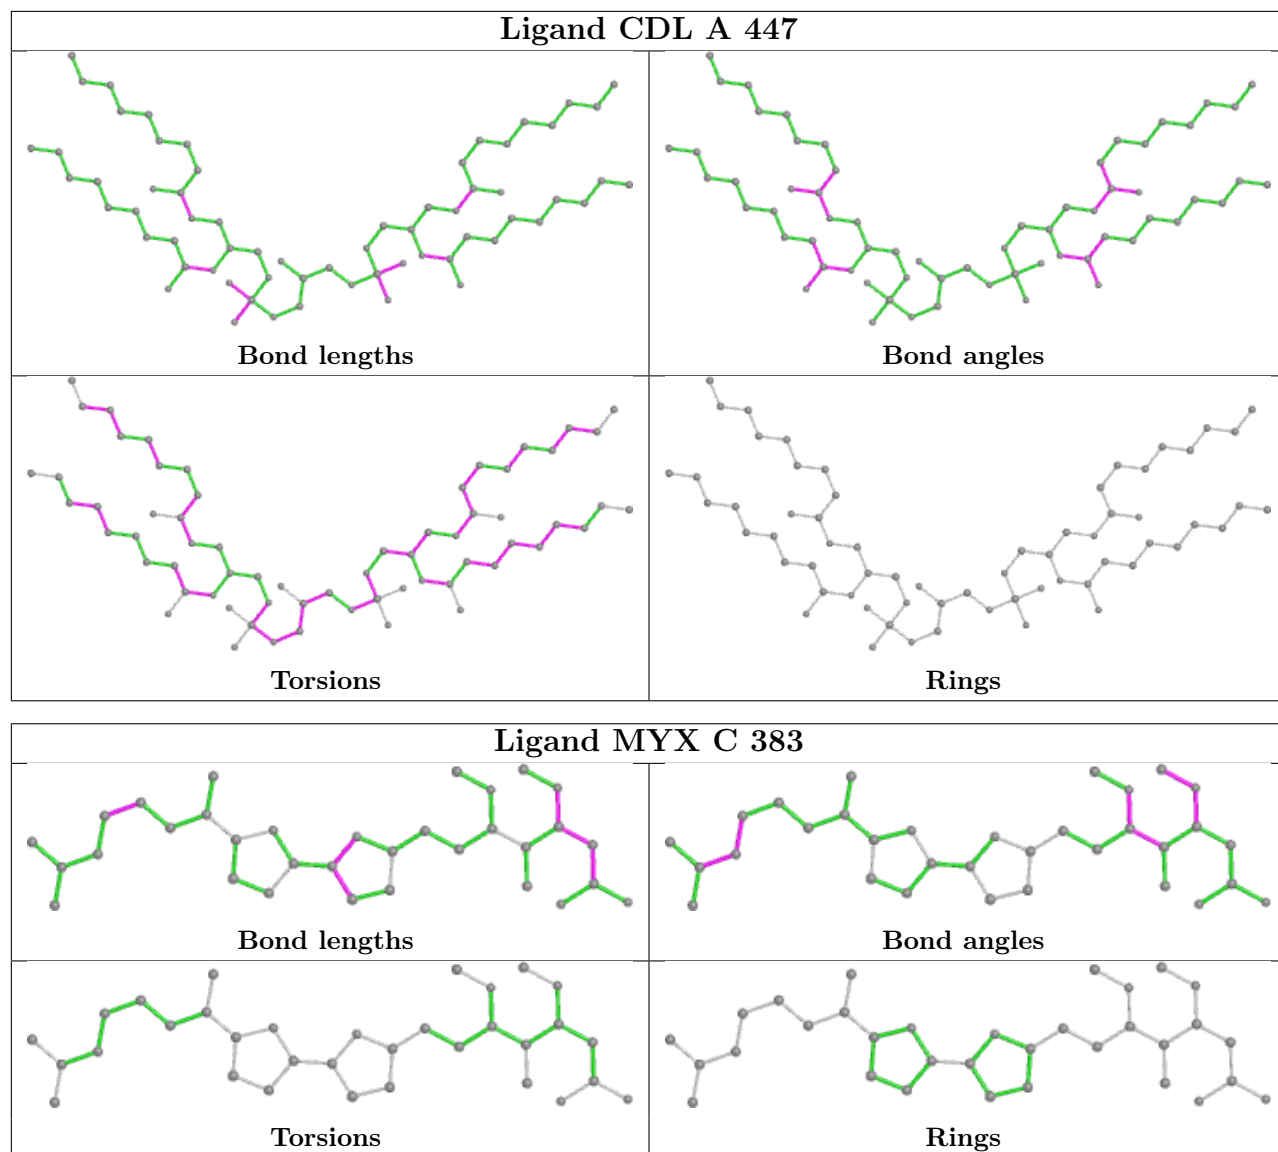 Ligand CDL A 447
Bond lengths
Bond angles
Torsions
Rings
Ligand MYX C 383
Bond lengths
Bond angles
Torsions
Rings